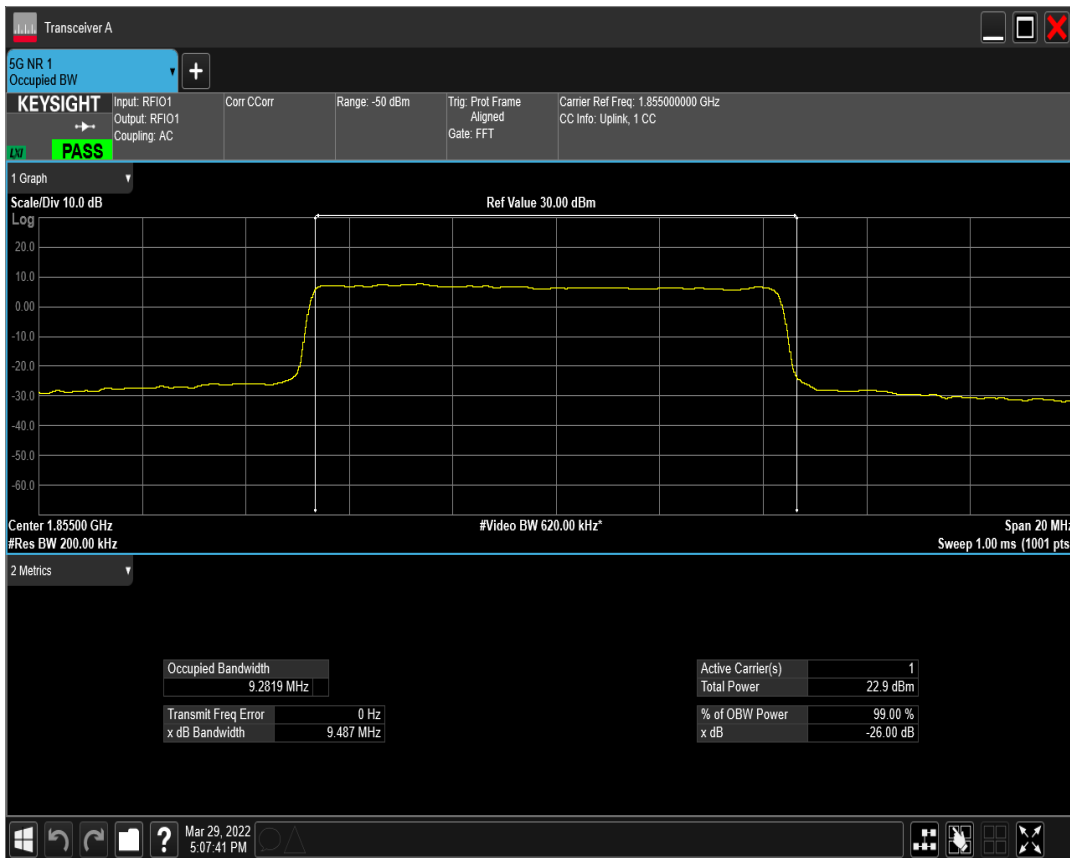 Transceiver A
5G NR 1
Occupied BW
+
KEYSIGHT
LXI
PASS
Input: RFIO1
Output: RFIO1
Coupling: AC
Corr CCorr
Range: -50 dBm
Trig: Prot Frame
Aligned
Gate: FFT
Carrier Ref Freq: 1.855000000 GHz
CC Info: Uplink, 1 CC
1 Graph
Scale/Div 10.0 dB
Ref Value 30.00 dBm
Log
20.0
10.0
0.00
-10.0
-20.0
-30.0
-40.0
-50.0
-60.0
Center 1.85500 GHz
#Video BW 620.00 kHz*
Span 20 MHz
#Res BW 200.00 kHz
Sweep 1.00 ms (1001 pts
2 Metrics
Occupied Bandwidth
9.2819 MHz
Transmit Freq Error 0 Hz
x dB Bandwidth 9.487 MHz
Active Carrier(s) 1
Total Power 22.9 dBm
% of OBW Power 99.00 %
x dB -26.00 dB
?
Mar 29, 2022
5:07:41 PM